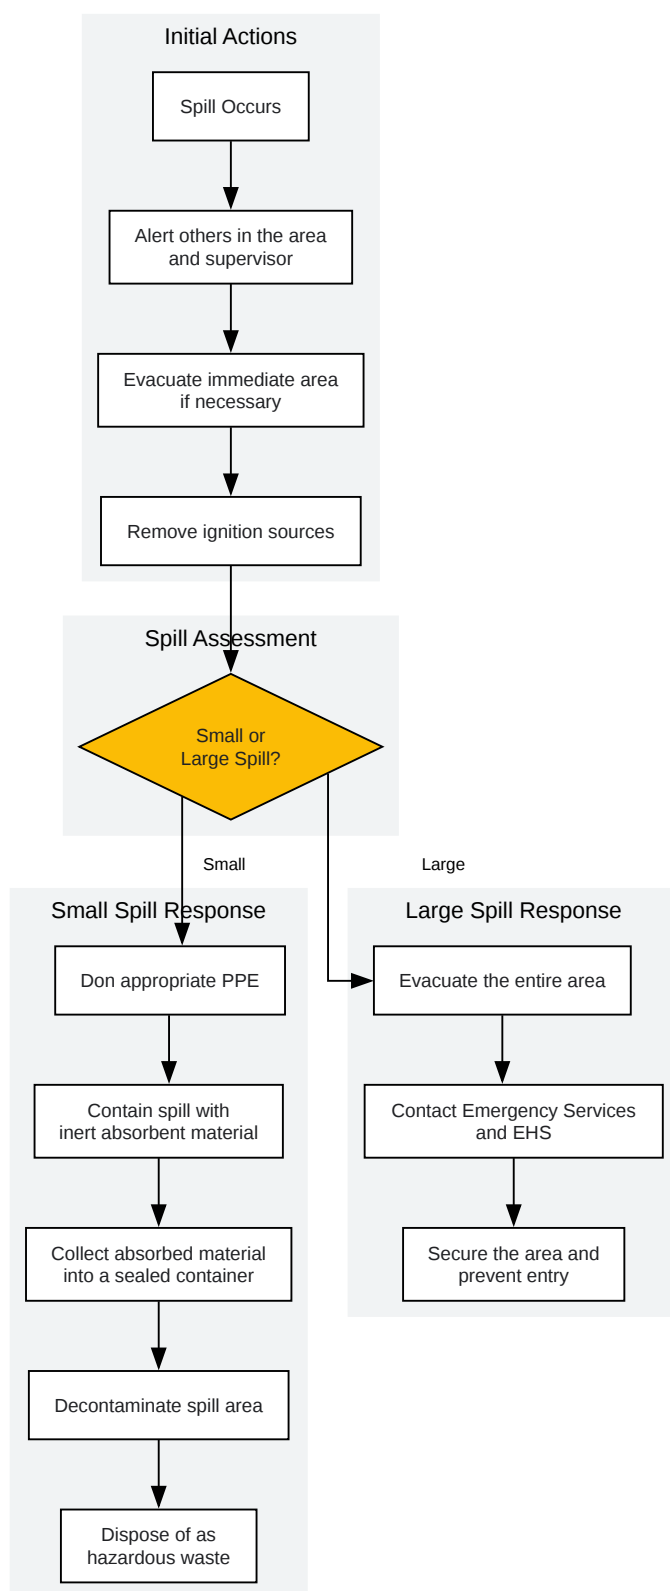 Initial Actions
Spill Occurs
Alert others in the area
and supervisor
Evacuate immediate area
if necessary
Remove ignition sources
Spill Assessment
Small or
Large Spill?
Small
Large
Small Spill Response
Large Spill Response
Don appropriate PPE
Evacuate the entire area
Contain spill with
inert absorbent material
Contact Emergency Services
and EHS
Collect absorbed material
into a sealed container
Secure the area and
prevent entry
Decontaminate spill area
Dispose of as
hazardous waste